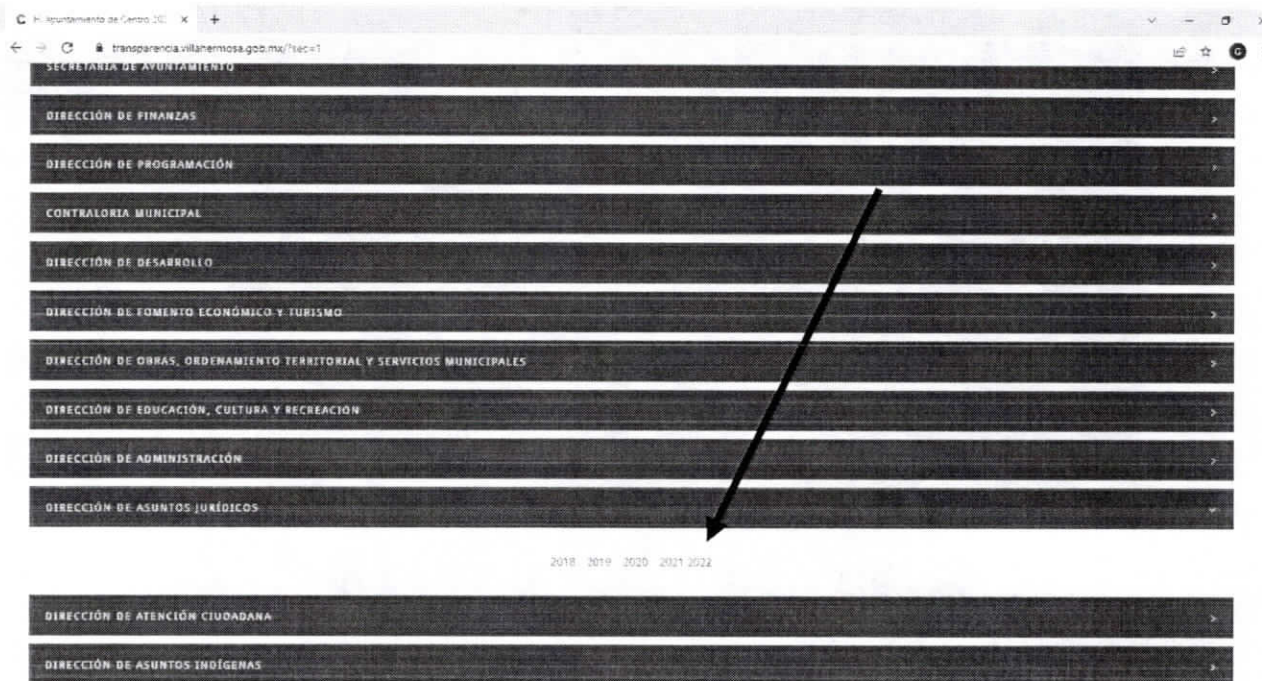 H. Ayuntamiento de Centro 202
transparencia.villahermosa.gob.mx/?sec=1
SECRETARÍA DE AYUNTAMIENTO
DIRECCIÓN DE FINANZAS
DIRECCIÓN DE PROGRAMACIÓN
CONTRALORIA MUNICIPAL
DIRECCIÓN DE DESARROLLO
DIRECCIÓN DE FOMENTO ECONÓMICO Y TURISMO
DIRECCIÓN DE OBRAS, ORDENAMIENTO TERRITORIAL Y SERVICIOS MUNICIPALES
DIRECCIÓN DE EDUCACIÓN, CULTURA Y RECREACIÓN
DIRECCIÓN DE ADMINISTRACIÓN
DIRECCIÓN DE ASUNTOS JURÍDICOS
2018 2019 2020 2021 2022
DIRECCIÓN DE ATENCIÓN CIUDADANA
DIRECCIÓN DE ASUNTOS INDÍGENAS